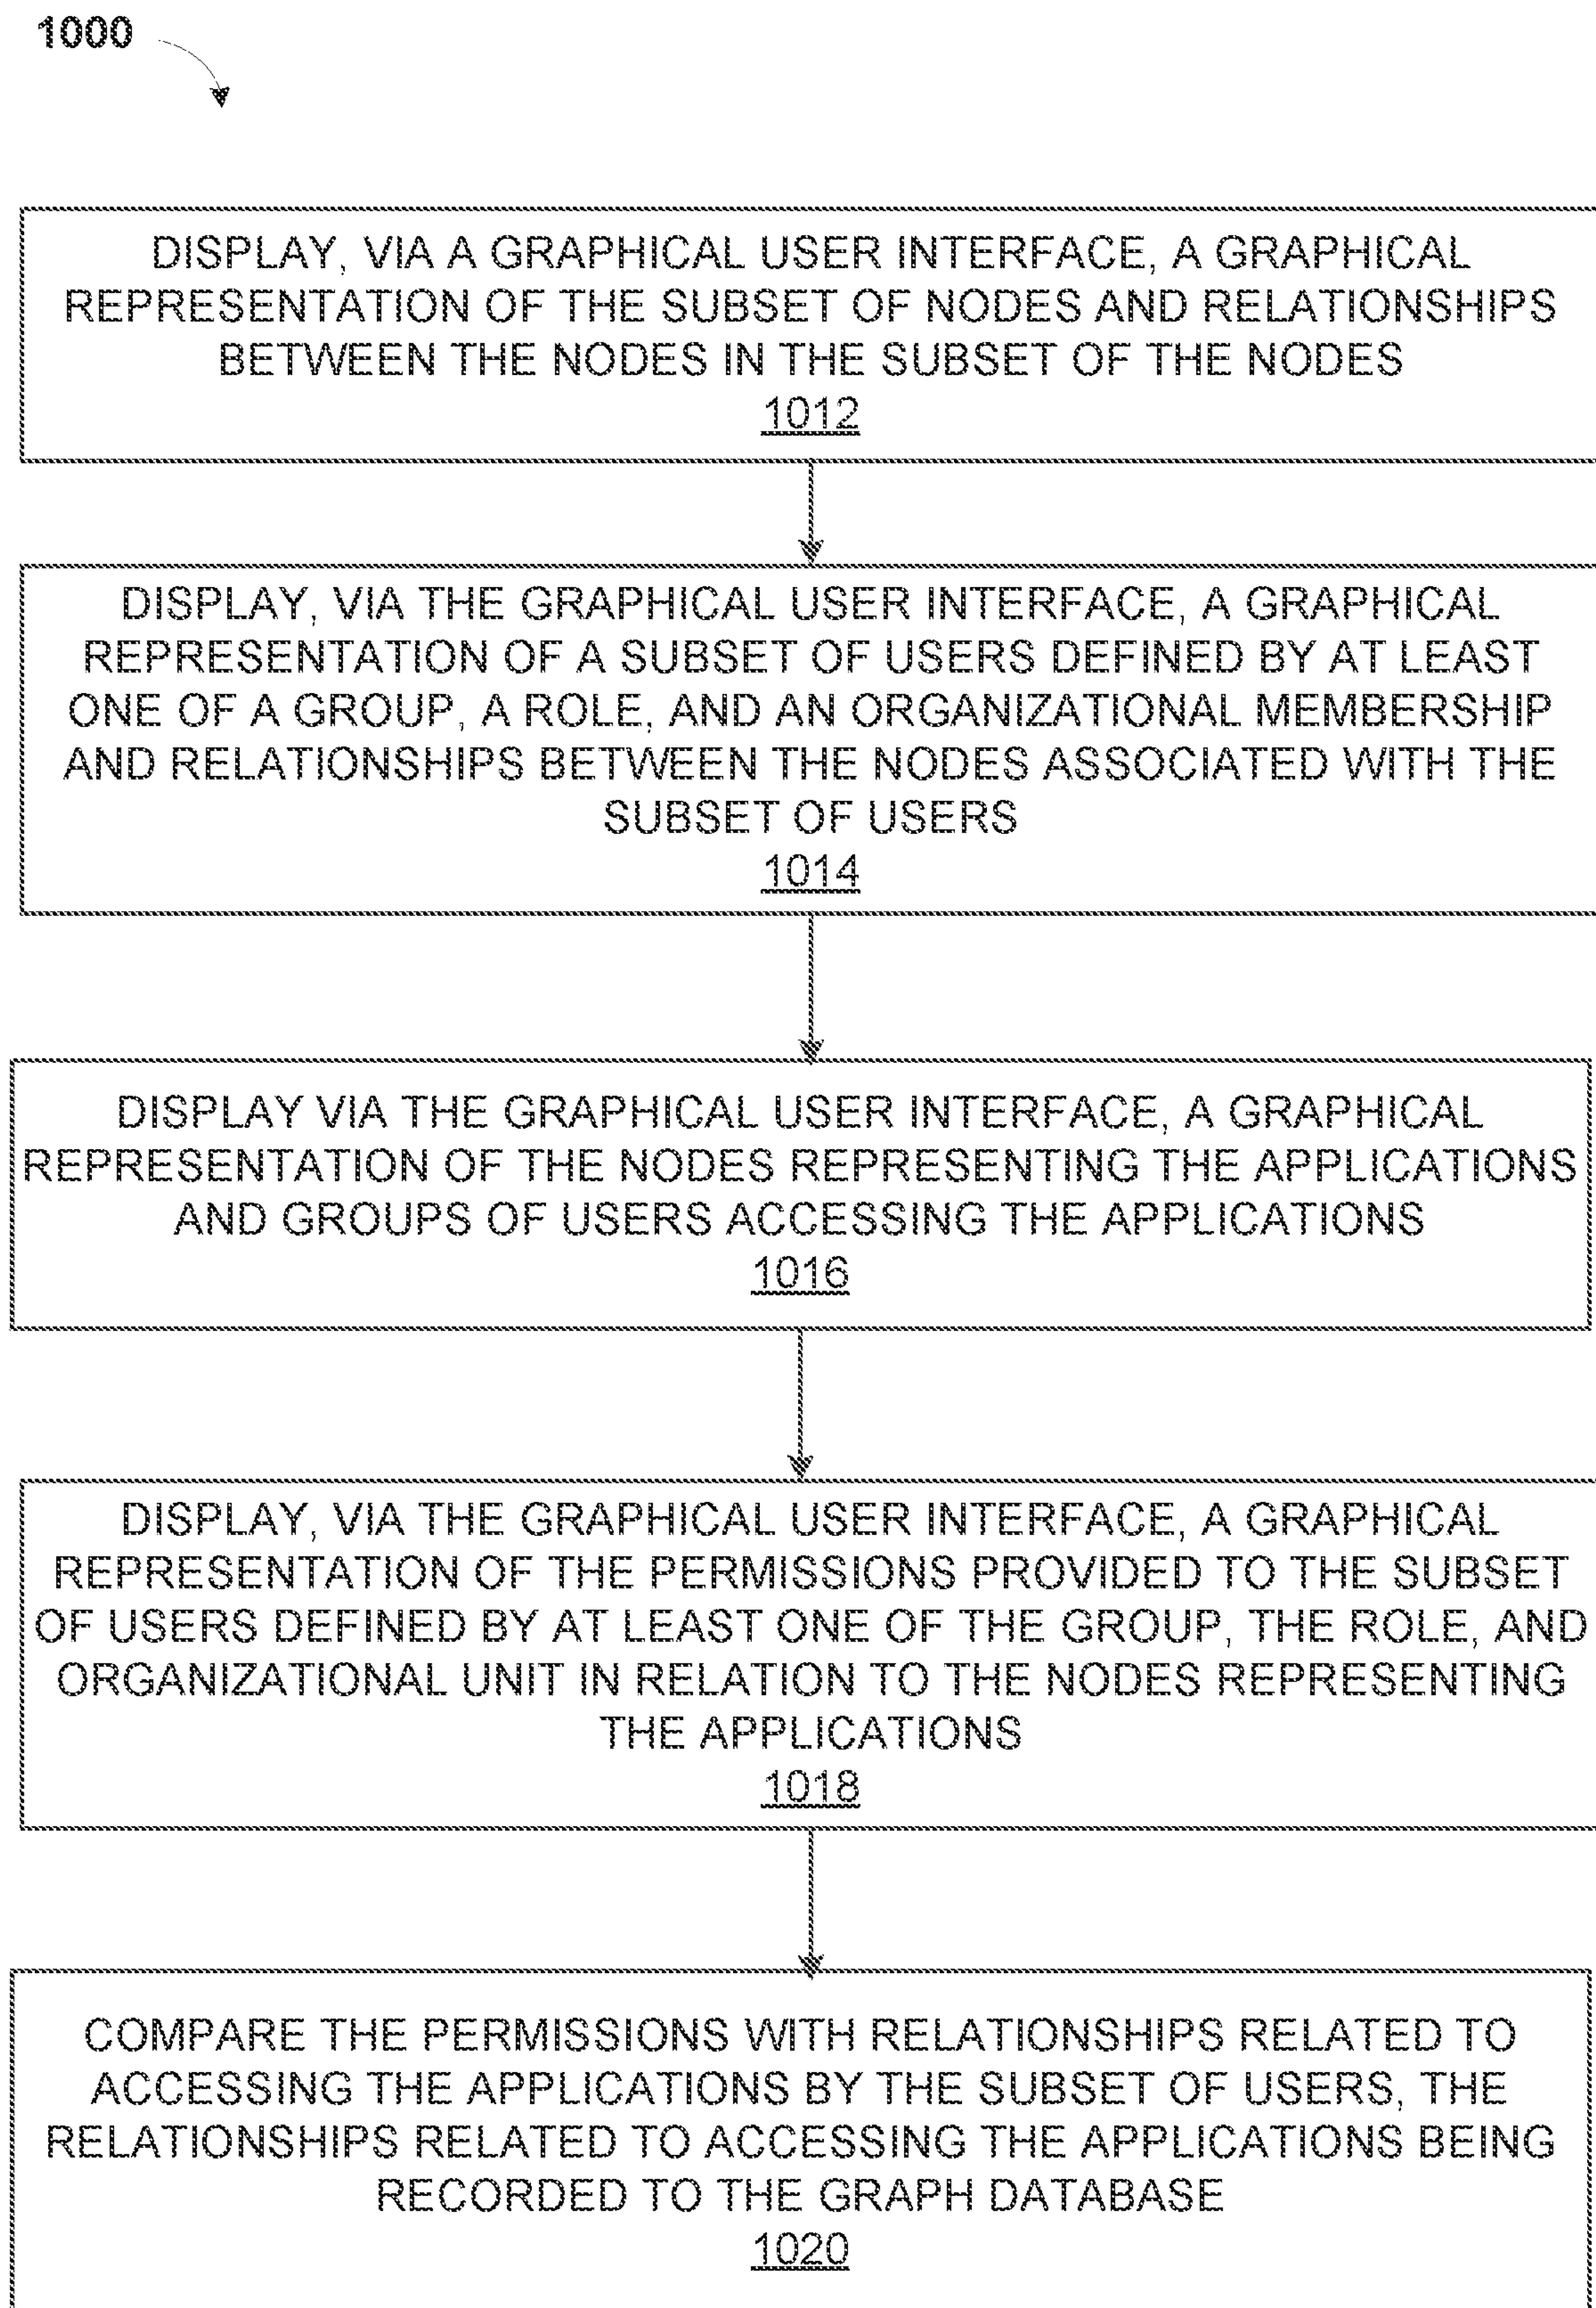 1000
DISPLAY, VIA A GRAPHICAL USER INTERFACE, A GRAPHICAL
REPRESENTATION OF THE SUBSET OF NODES AND RELATIONSHIPS
BETWEEN THE NODES IN THE SUBSET OF THE NODES
1012
DISPLAY, VIA THE GRAPHICAL USER INTERFACE, A GRAPHICAL
REPRESENTATION OF A SUBSET OF USERS DEFINED BY AT LEAST
ONE OF A GROUP, A ROLE, AND AN ORGANIZATIONAL MEMBERSHIP
AND RELATIONSHIPS BETWEEN THE NODES ASSOCIATED WITH THE
SUBSET OF USERS
1014
DISPLAY VIA THE GRAPHICAL USER INTERFACE, A GRAPHICAL
REPRESENTATION OF THE NODES REPRESENTING THE APPLICATIONS
AND GROUPS OF USERS ACCESSING THE APPLICATIONS
1016
DISPLAY, VIA THE GRAPHICAL USER INTERFACE, A GRAPHICAL
REPRESENTATION OF THE PERMISSIONS PROVIDED TO THE SUBSET
OF USERS DEFINED BY AT LEAST ONE OF THE GROUP, THE ROLE, AND
ORGANIZATIONAL UNIT IN RELATION TO THE NODES REPRESENTING
THE APPLICATIONS
1018
COMPARE THE PERMISSIONS WITH RELATIONSHIPS RELATED TO
ACCESSING THE APPLICATIONS BY THE SUBSET OF USERS, THE
RELATIONSHIPS RELATED TO ACCESSING THE APPLICATIONS BEING
RECORDED TO THE GRAPH DATABASE
1020